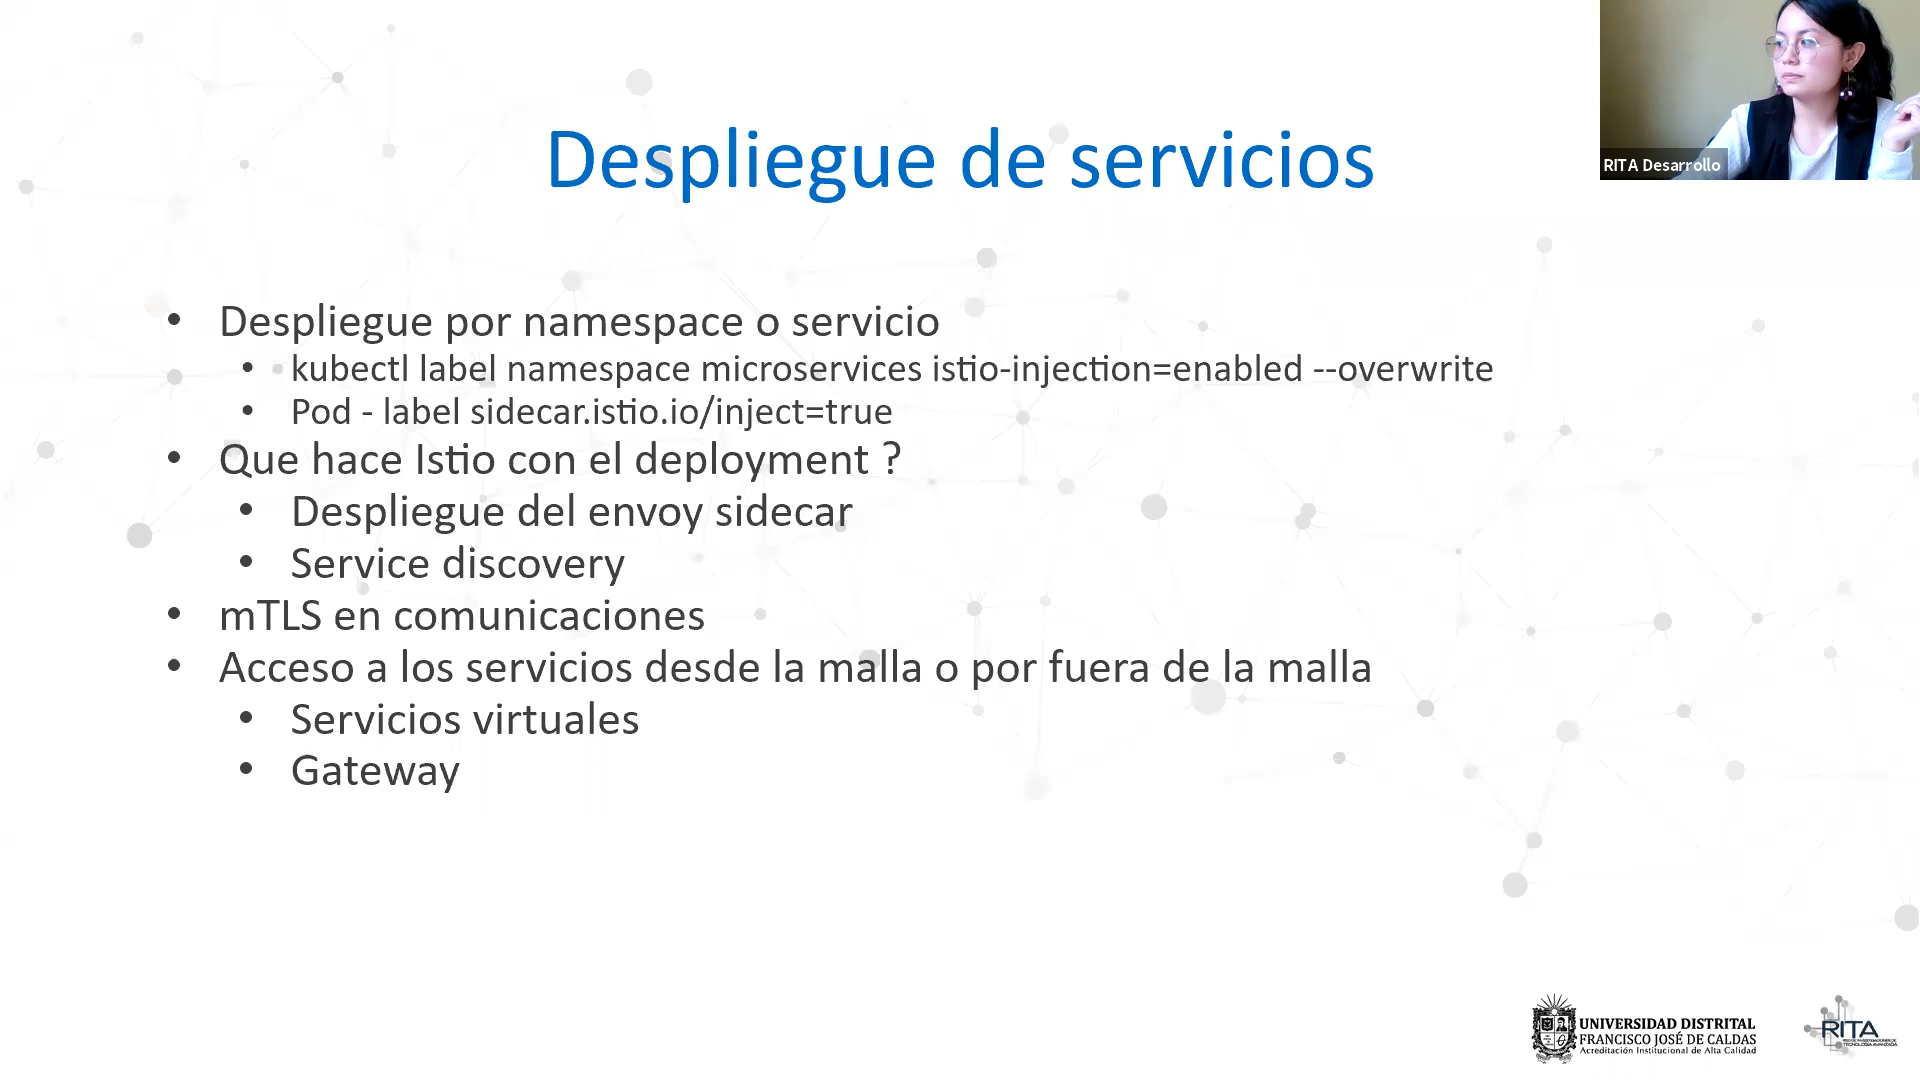 Despliegue de servicios
RITA Desarrollo
• Despliegue por namespace o servicio
• kubectl label namespace microservices istio-injection=enabled --overwrite
• Pod - label sidecar.istio.io/inject=true
• Que hace Istio con el deployment ?
• Despliegue del envoy sidecar
• Service discovery
• mTLS en comunicaciones
• Acceso a los servicios desde la malla o por fuera de la malla
• Servicios virtuales
• Gateway
UNIVERSIDAD DISTRITAL
FRANCISCO JOSÉ DE CALDAS
Acreditación Institucional de Alta Calidad
RITA